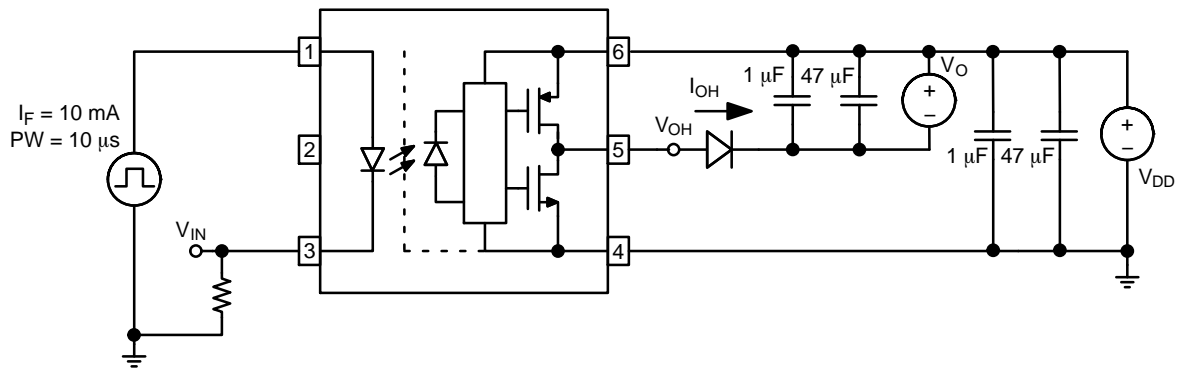 I_F = 10 mA
PW = 10 μs
V_IN
1
2
3
6
5
4
V_OH
I_OH
1 μF
47 μF
V_O
+
−
1 μF
47 μF
+
−
V_DD